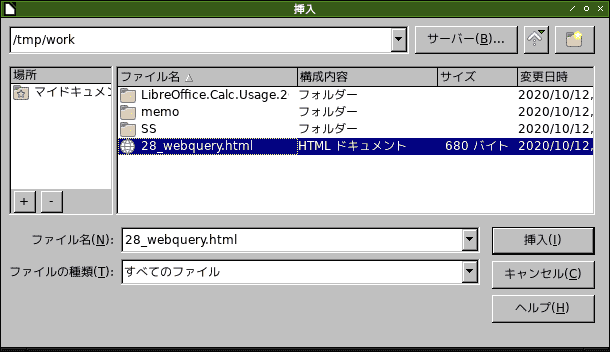 挿入
/tmp/work
サーバー(B)...
場所
マイドキュメン
+
-
ファイル名 構成内容 サイズ 変更日時
LibreOffice.Calc.Usage.2 フォルダー 2020/10/12,
memo フォルダー 2020/10/12,
SS フォルダー 2020/10/12,
28_webquery.html HTML ドキュメント 680 バイト 2020/10/12,
ファイル名(N): 28_webquery.html 挿入(I)
ファイルの種類(T): すべてのファイル キャンセル(C)
ヘルプ(H)